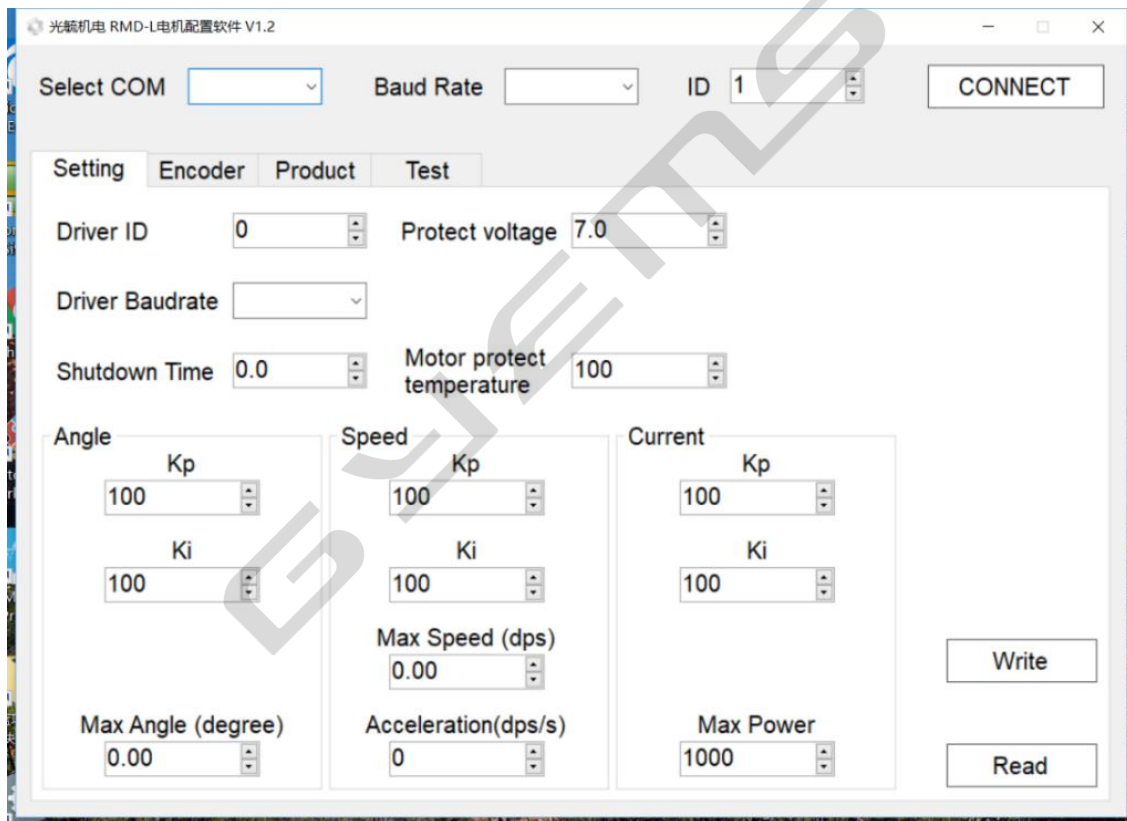 光毓机电 RMD-L电机配置软件 V1.2
Select COM Baud Rate ID 1 CONNECT
Setting Encoder Product Test
Driver ID 0 Protect voltage 7.0
Driver Baudrate
Shutdown Time 0.0 Motor protect temperature 100
Angle Speed Current
Kp Kp Kp
100 100 100
Ki Ki Ki
100 100 100
Max Speed (dps)
0.00
Write
Max Angle (degree) Acceleration(dps/s) Max Power
0.00 0 1000
Read
GYEMS